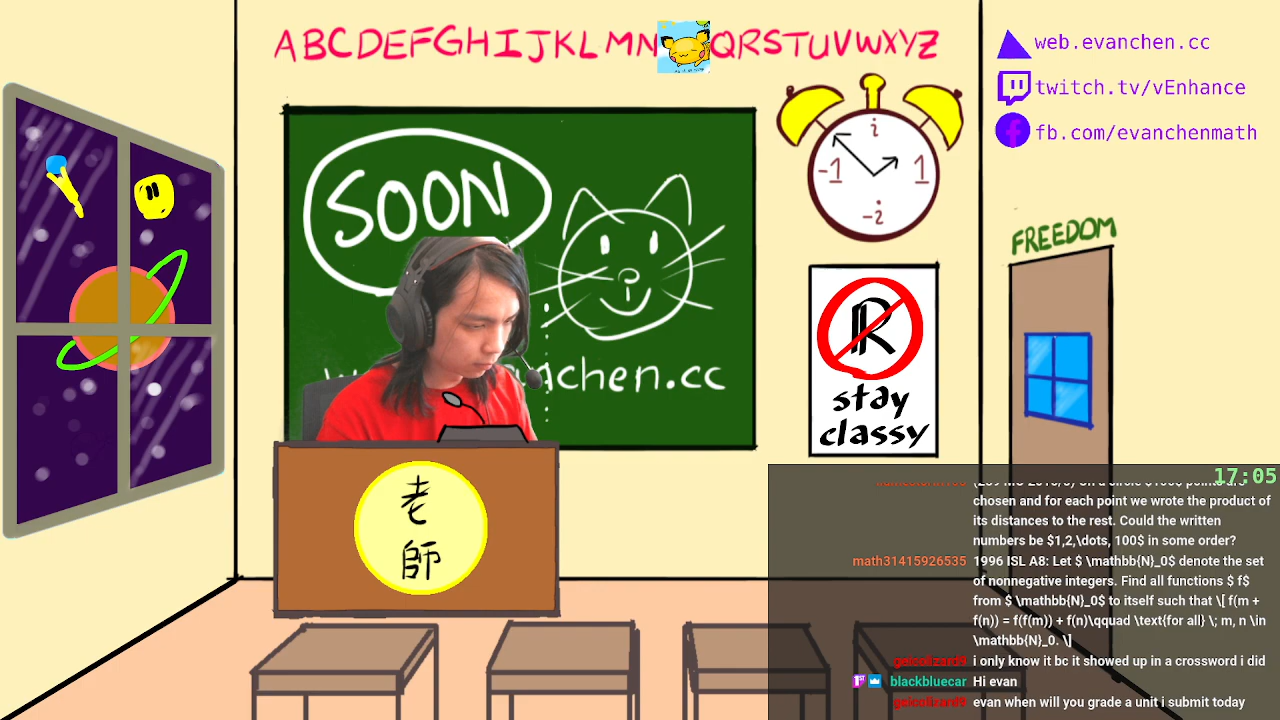 ABCDEFGHIJKLMN QRSTUVWXYZ
web.evanchen.cc
twitch.tv/vEnhance
fb.com/evanchenmath
SOON
i
-1
1
-i
FREEDOM
R
stay
classy
w chen.cc
老
師
17:05
chosen and for each point we wrote the product of
its distances to the rest. Could the written
numbers be $1,2,\dots, 100$ in some order?
math31415926535 1996 ISL A8: Let $ \mathbb{N}_0$ denote the set
of nonnegative integers. Find all functions $ f$
from $ \mathbb{N}_0$ to itself such that \[ f(m +
f(n)) = f(f(m)) + f(n)\qquad \text{for all} \; m, n \in
\mathbb{N}_0. \]
geicolizard9 i only know it bc it showed up in a crossword i did
blackbluecar Hi evan
geicolizard9 evan when will you grade a unit i submit today